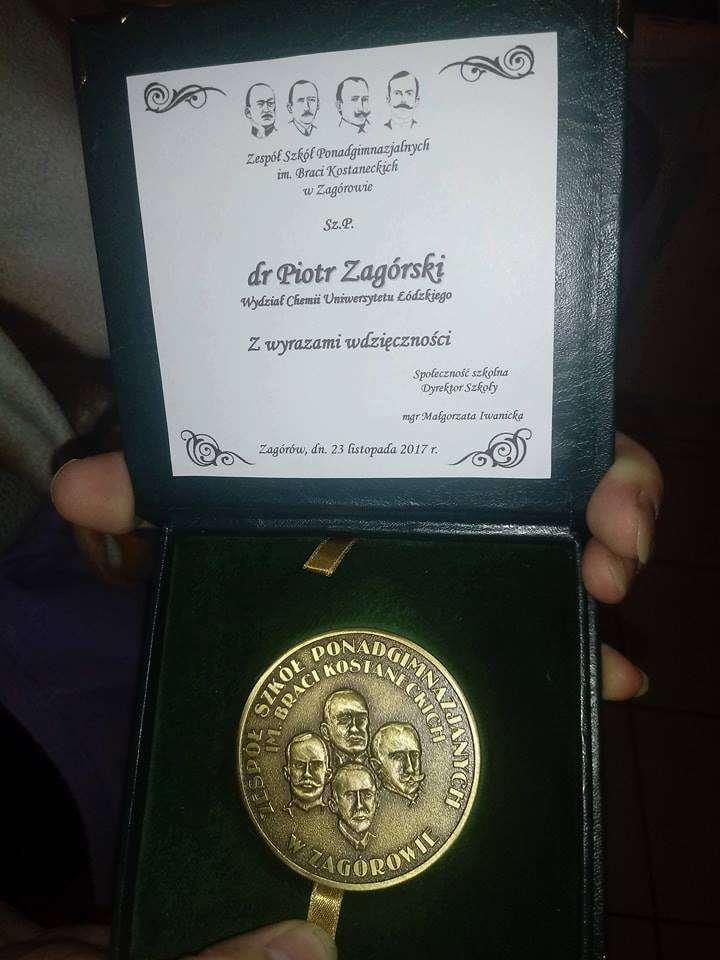 Zespół Szkół Ponadgimnazjalnych
im. Braci Kostaneckich
w Zagórowie
Sz.P.
dr Piotr Zagórski
Wydział Chemii Uniwersytetu Łódzkiego
Z wyrazami wdzięczności
Społeczność szkolna
Dyrektor Szkoły
mgr Małgorzata Iwanicka
Zagórów, dn. 23 listopada 2017 r.
ZESPÓŁ SZKÓŁ PONADGIMNAZJANYCH
IM. BRACI KOSTANECKICH
W ZAGÓROWIE